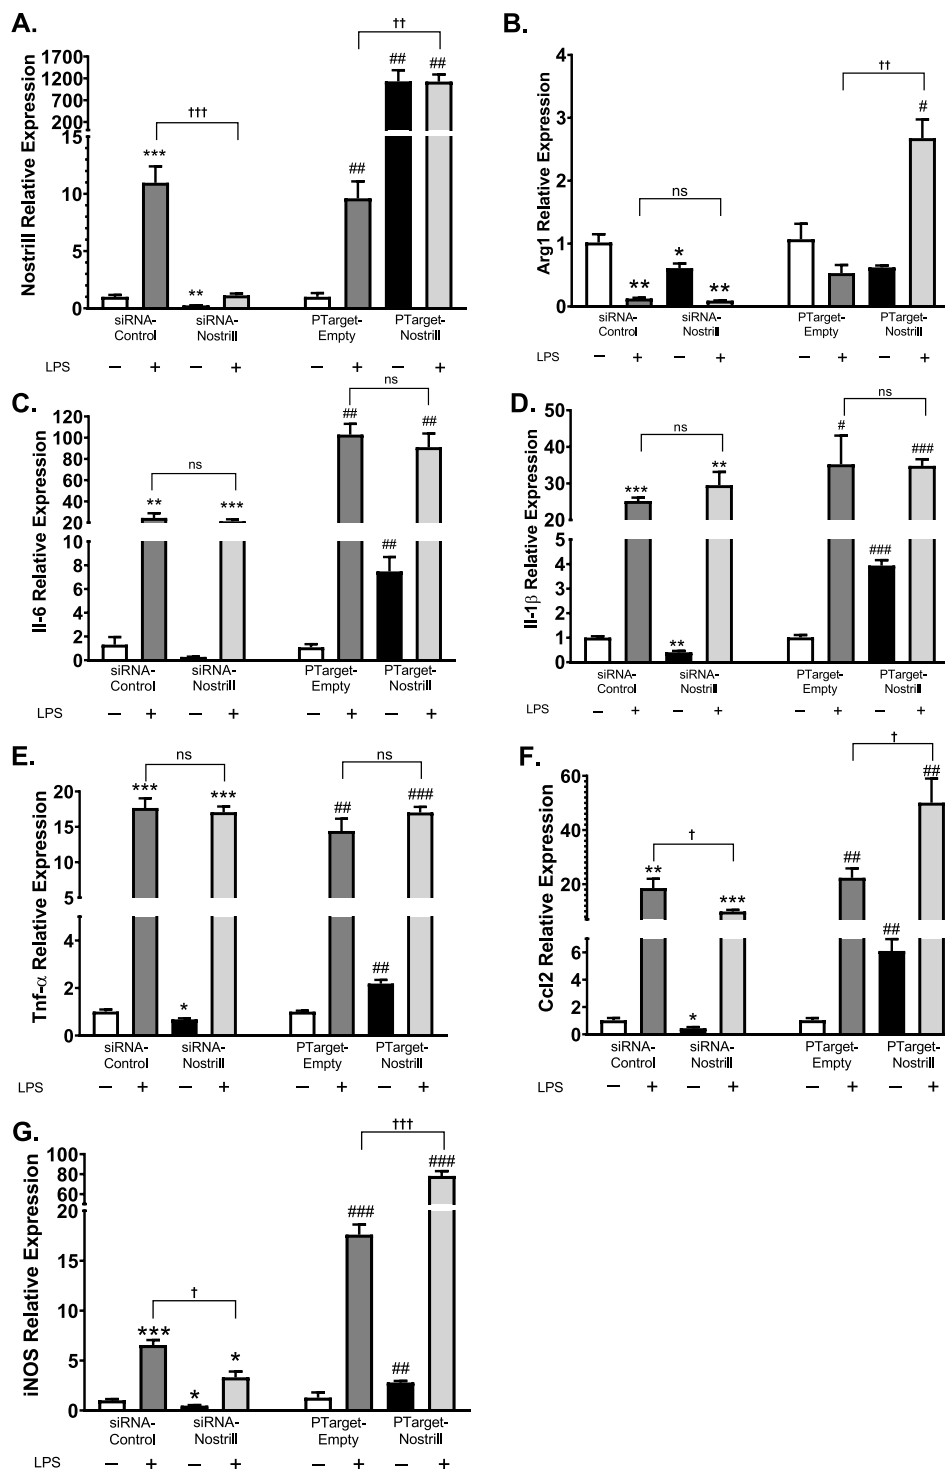 A.
Nostrill Relative Expression
1700
1200
700
200
15
10
5
0
***
†††
**
##
††
##
##
siRNA-Control
siRNA-Nostrill
PTarget-Empty
PTarget-Nostrill
LPS – + – + – + – +
B.
Arg1 Relative Expression
4
3
2
1
0
**
ns
*
**
††
#
siRNA-Control
siRNA-Nostrill
PTarget-Empty
PTarget-Nostrill
LPS – + – + – + – +
C.
Il-6 Relative Expression
120
100
80
60
40
20
8
6
4
2
0
**
ns
***
##
ns
##
##
siRNA-Control
siRNA-Nostrill
PTarget-Empty
PTarget-Nostrill
LPS – + – + – + – +
D.
Il-1β Relative Expression
50
40
30
20
5
4
3
2
1
0
***
ns
**
**
#
ns
###
###
siRNA-Control
siRNA-Nostrill
PTarget-Empty
PTarget-Nostrill
LPS – + – + – + – +
E.
Tnf-α Relative Expression
20
15
10
5
4
2
0
***
ns
***
*
##
ns
###
##
siRNA-Control
siRNA-Nostrill
PTarget-Empty
PTarget-Nostrill
LPS – + – + – + – +
F.
Ccl2 Relative Expression
60
40
20
6
4
2
0
**
†
***
*
##
†
##
##
siRNA-Control
siRNA-Nostrill
PTarget-Empty
PTarget-Nostrill
LPS – + – + – + – +
G.
iNOS Relative Expression
100
80
60
20
15
10
5
0
***
†
*
*
###
†††
###
##
siRNA-Control
siRNA-Nostrill
PTarget-Empty
PTarget-Nostrill
LPS – + – + – + – +